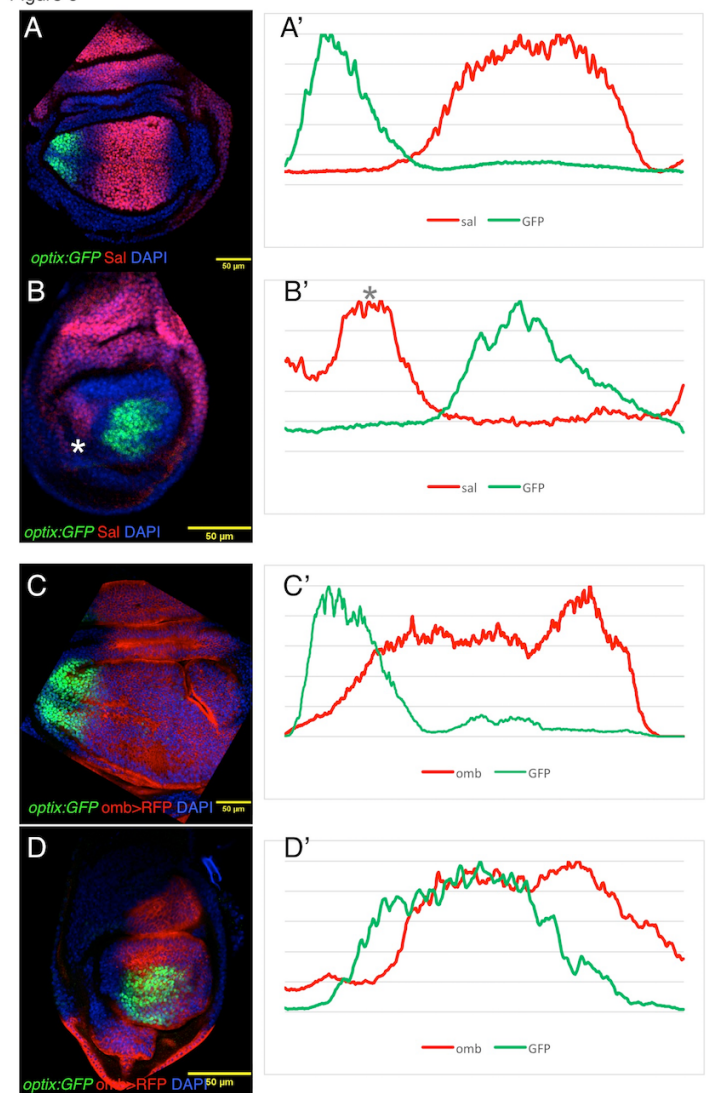 A
A’
sal GFP
optix:GFP Sal DAPI
50 µm
B
*
B’
*
sal GFP
optix:GFP Sal DAPI
50 µm
C
C’
omb GFP
optix:GFP omb>RFP DAPI
50 µm
D
D’
omb GFP
optix:GFP omb>RFP DAPI
50 µm